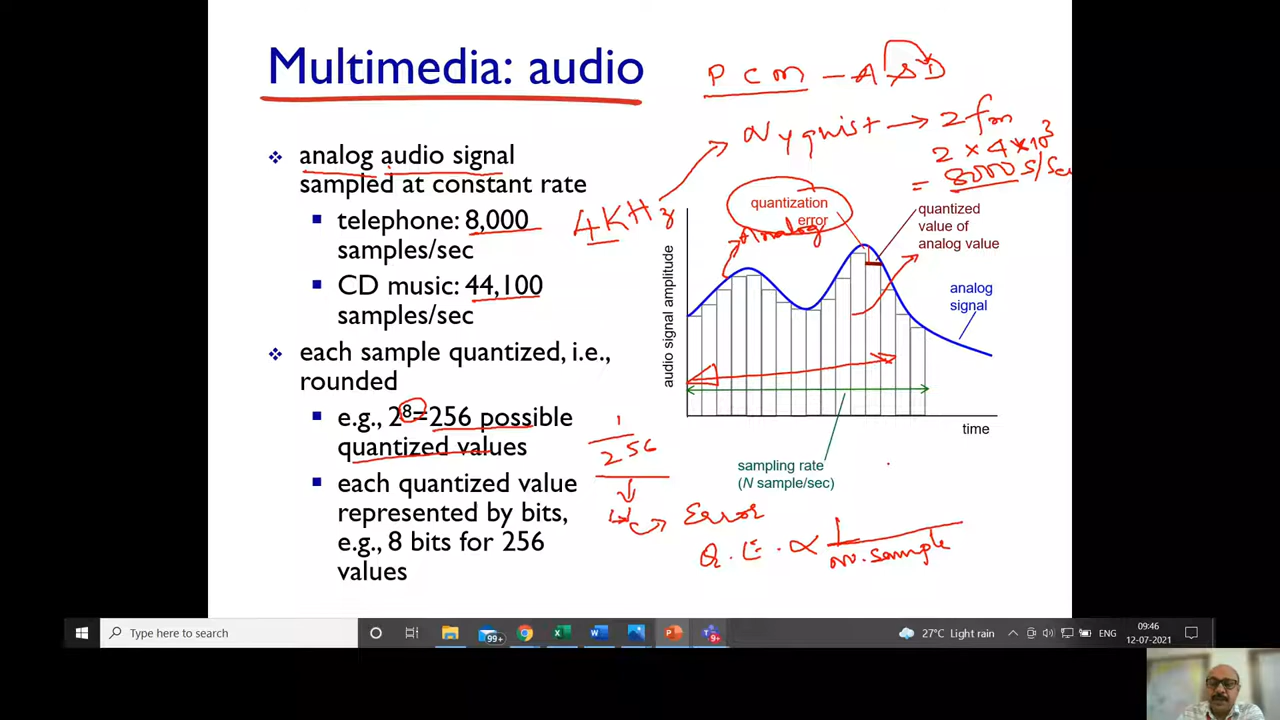 Multimedia: audio
PCM – A D
Nyquist → 2fm
2 × 4 × 10³
= 8000 S/Sec
4KHz
analog audio signal
sampled at constant rate
telephone: 8,000
samples/sec
CD music: 44,100
samples/sec
each sample quantized, i.e.,
rounded
e.g., 2⁸=256 possible
quantized values
each quantized value
represented by bits,
e.g., 8 bits for 256
values
1
256
Error
Q.E. ∝ 1
no. sample
quantization
error
Analog
quantized
value of
analog value
analog
signal
audio signal amplitude
time
sampling rate
(N sample/sec)
Type here to search
99+
9+
27°C Light rain
ENG
09:46
12-07-2021